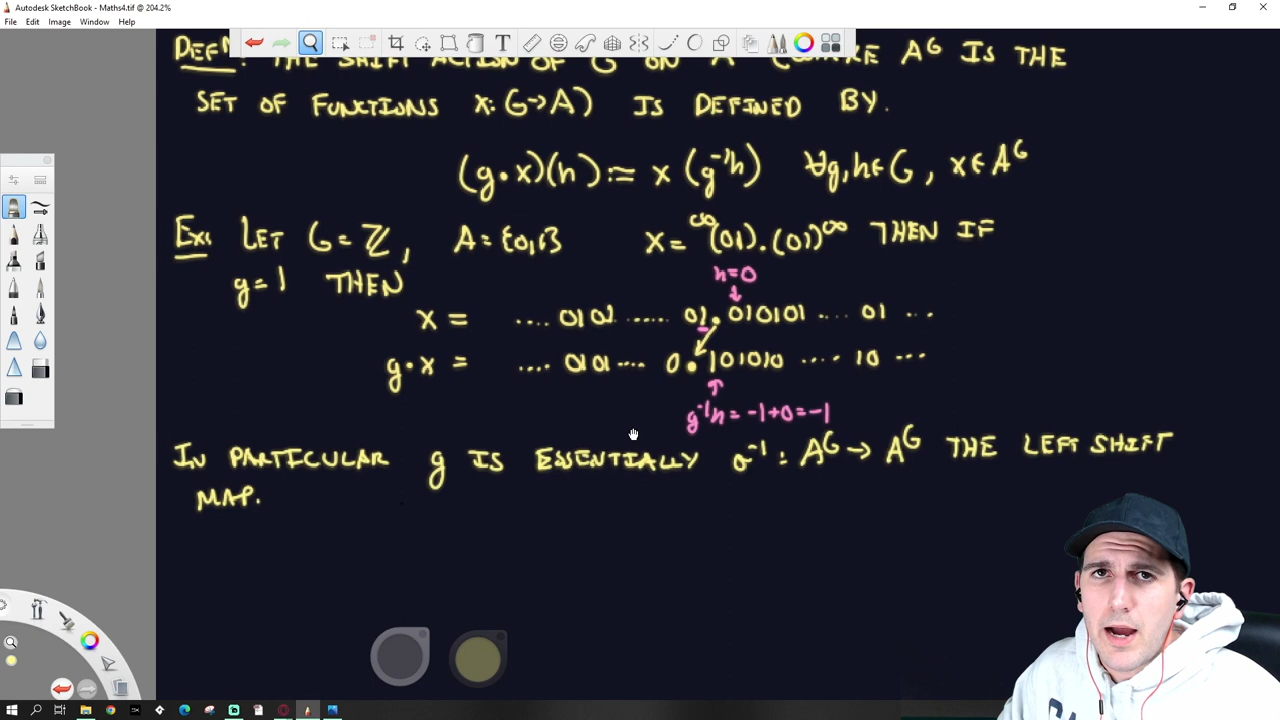 Autodesk SketchBook - Maths4.tif @ 204.2%
File Edit Image Window Help
DEFN: THE SHIFT ACTION OF G ON A^G (WHERE A^G IS THE
SET OF FUNCTIONS x: G→A) IS DEFINED BY.
(g·x)(h) := x(g⁻¹h) ∀g,h∈G, x∈A^G
Ex: LET G=ℤ, A={0,1} x= ^∞(01).(01)^∞ THEN IF
g=1 THEN
h=0
x = .... 0101 ...... 01.010101 .... 01 ...
g·x = .... 0101.... 0.101010 ..... 10 ...
g⁻¹h = -1+0=-1
IN PARTICULAR g IS ESSENTIALLY σ⁻¹: A^G → A^G THE LEFT SHIFT
MAP.